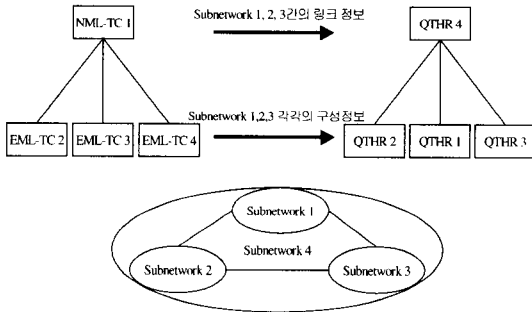 NML-TC 1
Subnetwork 1, 2, 3간의 링크 정보
QTHR 4
Subnetwork 1,2,3 각각의 구성정보
EML-TC 2
EML-TC 3
EML-TC 4
QTHR 2
QTHR 1
QTHR 3
Subnetwork 1
Subnetwork 4
Subnetwork 2
Subnetwork 3